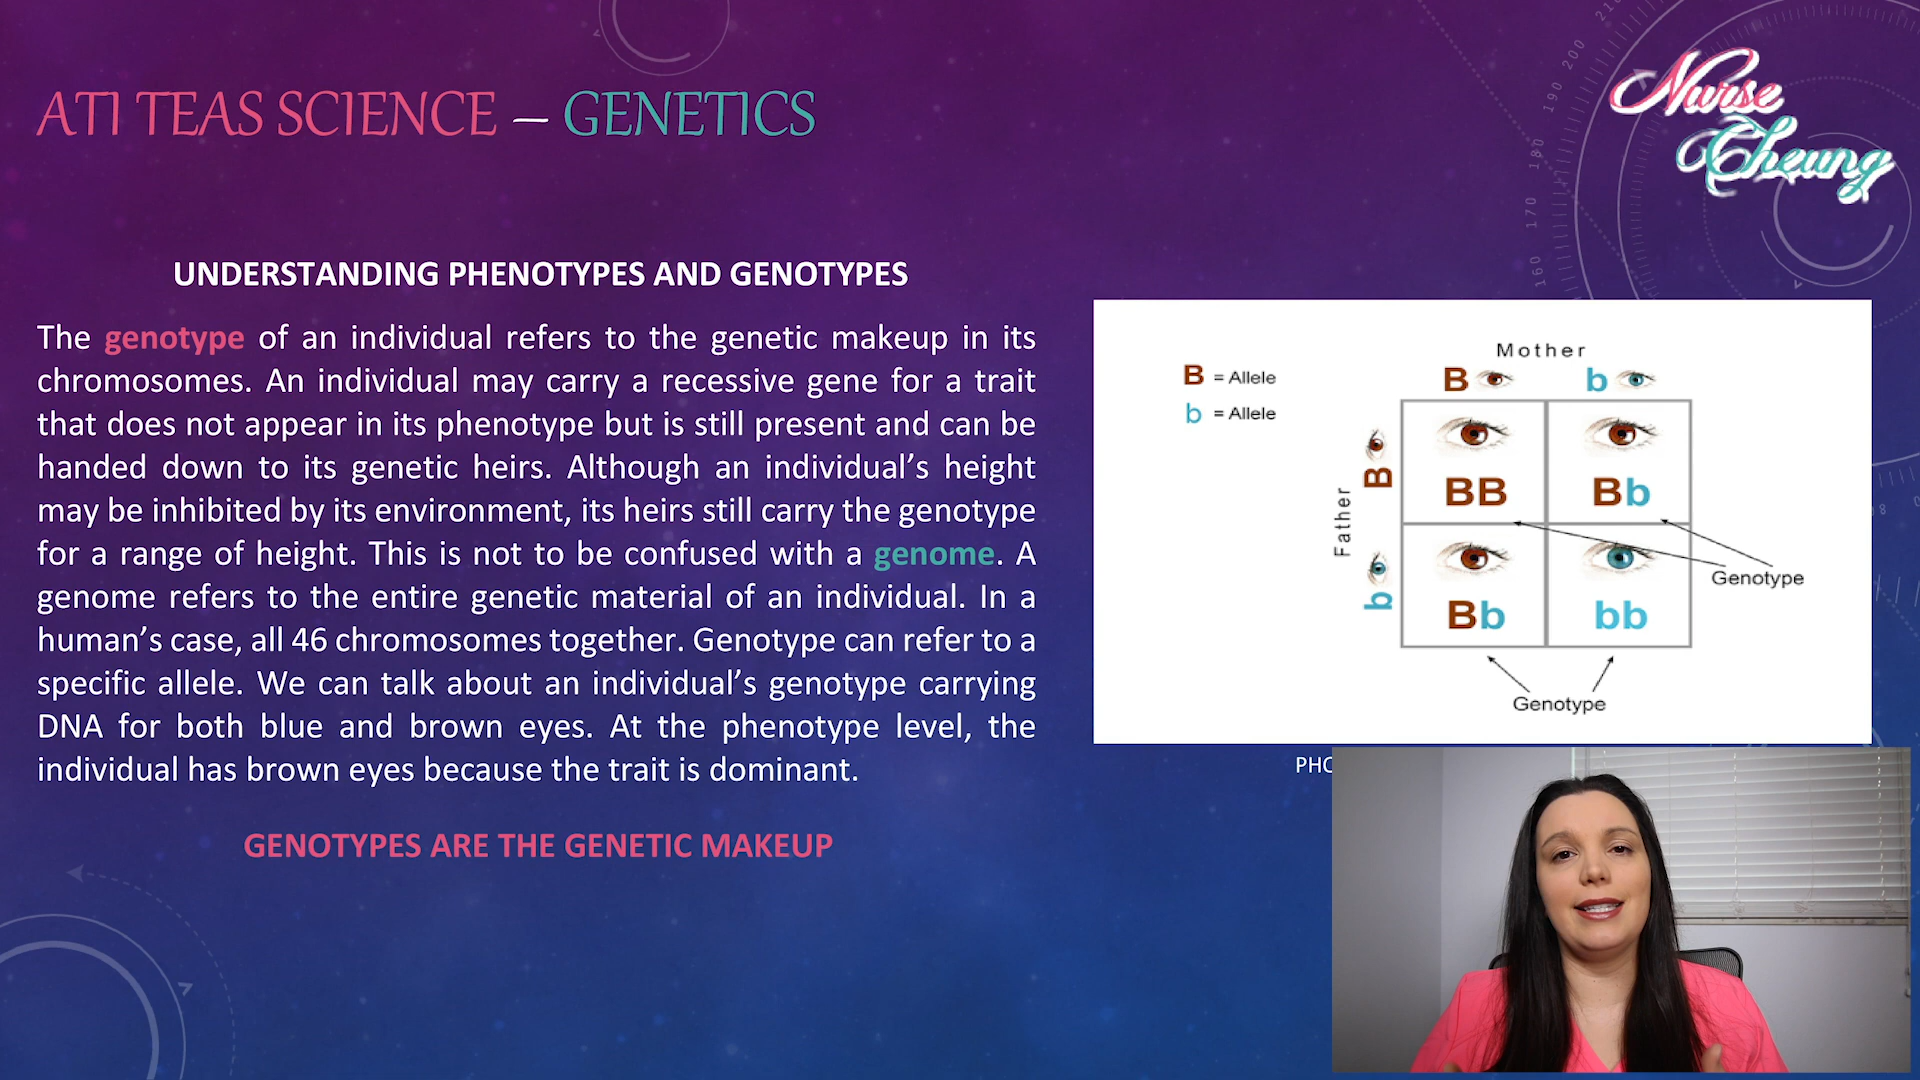 ATI TEAS SCIENCE – GENETICS
Nurse
Cheung
UNDERSTANDING PHENOTYPES AND GENOTYPES
The genotype of an individual refers to the genetic makeup in its
chromosomes. An individual may carry a recessive gene for a trait
that does not appear in its phenotype but is still present and can be
handed down to its genetic heirs. Although an individual’s height
may be inhibited by its environment, its heirs still carry the genotype
for a range of height. This is not to be confused with a genome. A
genome refers to the entire genetic material of an individual. In a
human’s case, all 46 chromosomes together. Genotype can refer to a
specific allele. We can talk about an individual’s genotype carrying
DNA for both blue and brown eyes. At the phenotype level, the
individual has brown eyes because the trait is dominant.
GENOTYPES ARE THE GENETIC MAKEUP
B = Allele
b = Allele
Mother
B b
Father
B
b
BB Bb
Bb bb
Genotype
Genotype
210
200
190
180
170
160